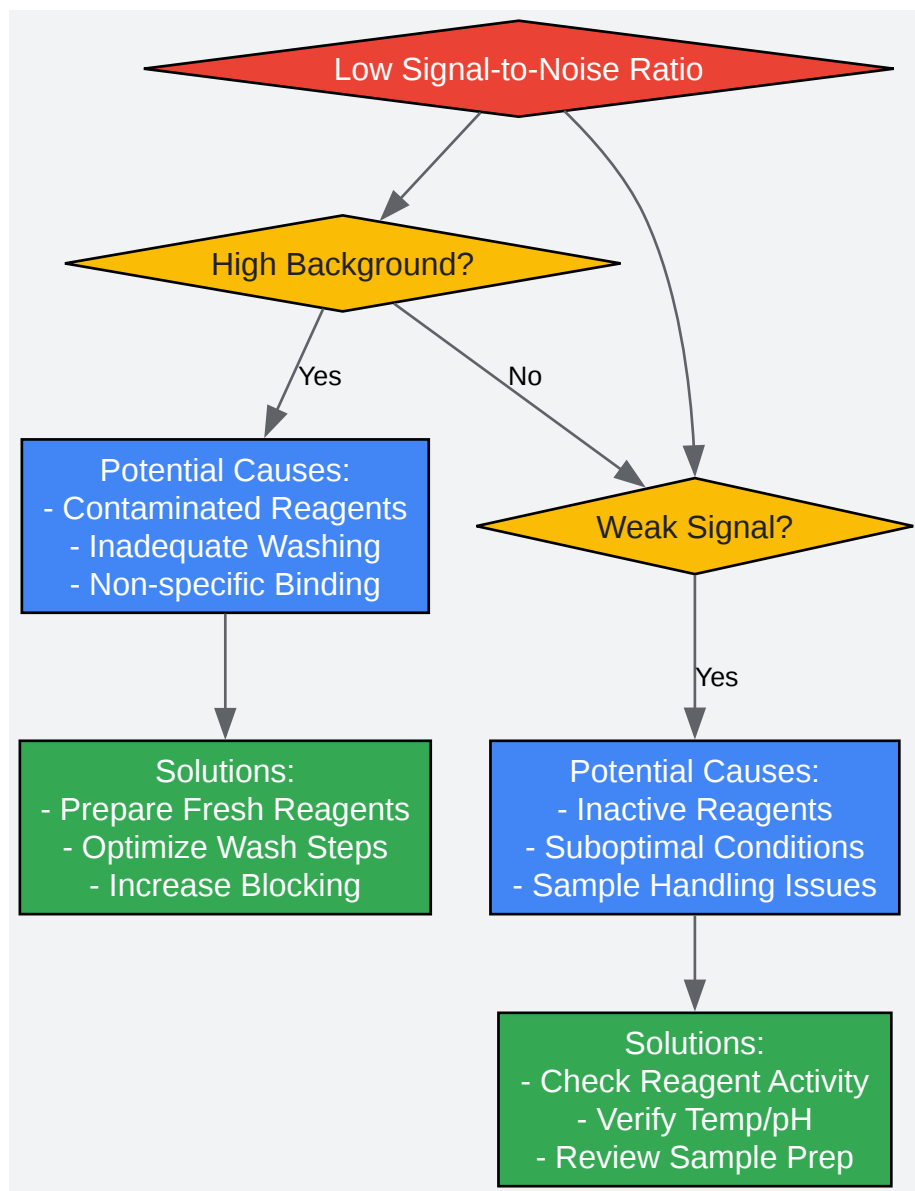 Low Signal-to-Noise Ratio
High Background?
Yes
No
Potential Causes:
- Contaminated Reagents
- Inadequate Washing
- Non-specific Binding
Weak Signal?
Yes
Solutions:
- Prepare Fresh Reagents
- Optimize Wash Steps
- Increase Blocking
Potential Causes:
- Inactive Reagents
- Suboptimal Conditions
- Sample Handling Issues
Solutions:
- Check Reagent Activity
- Verify Temp/pH
- Review Sample Prep